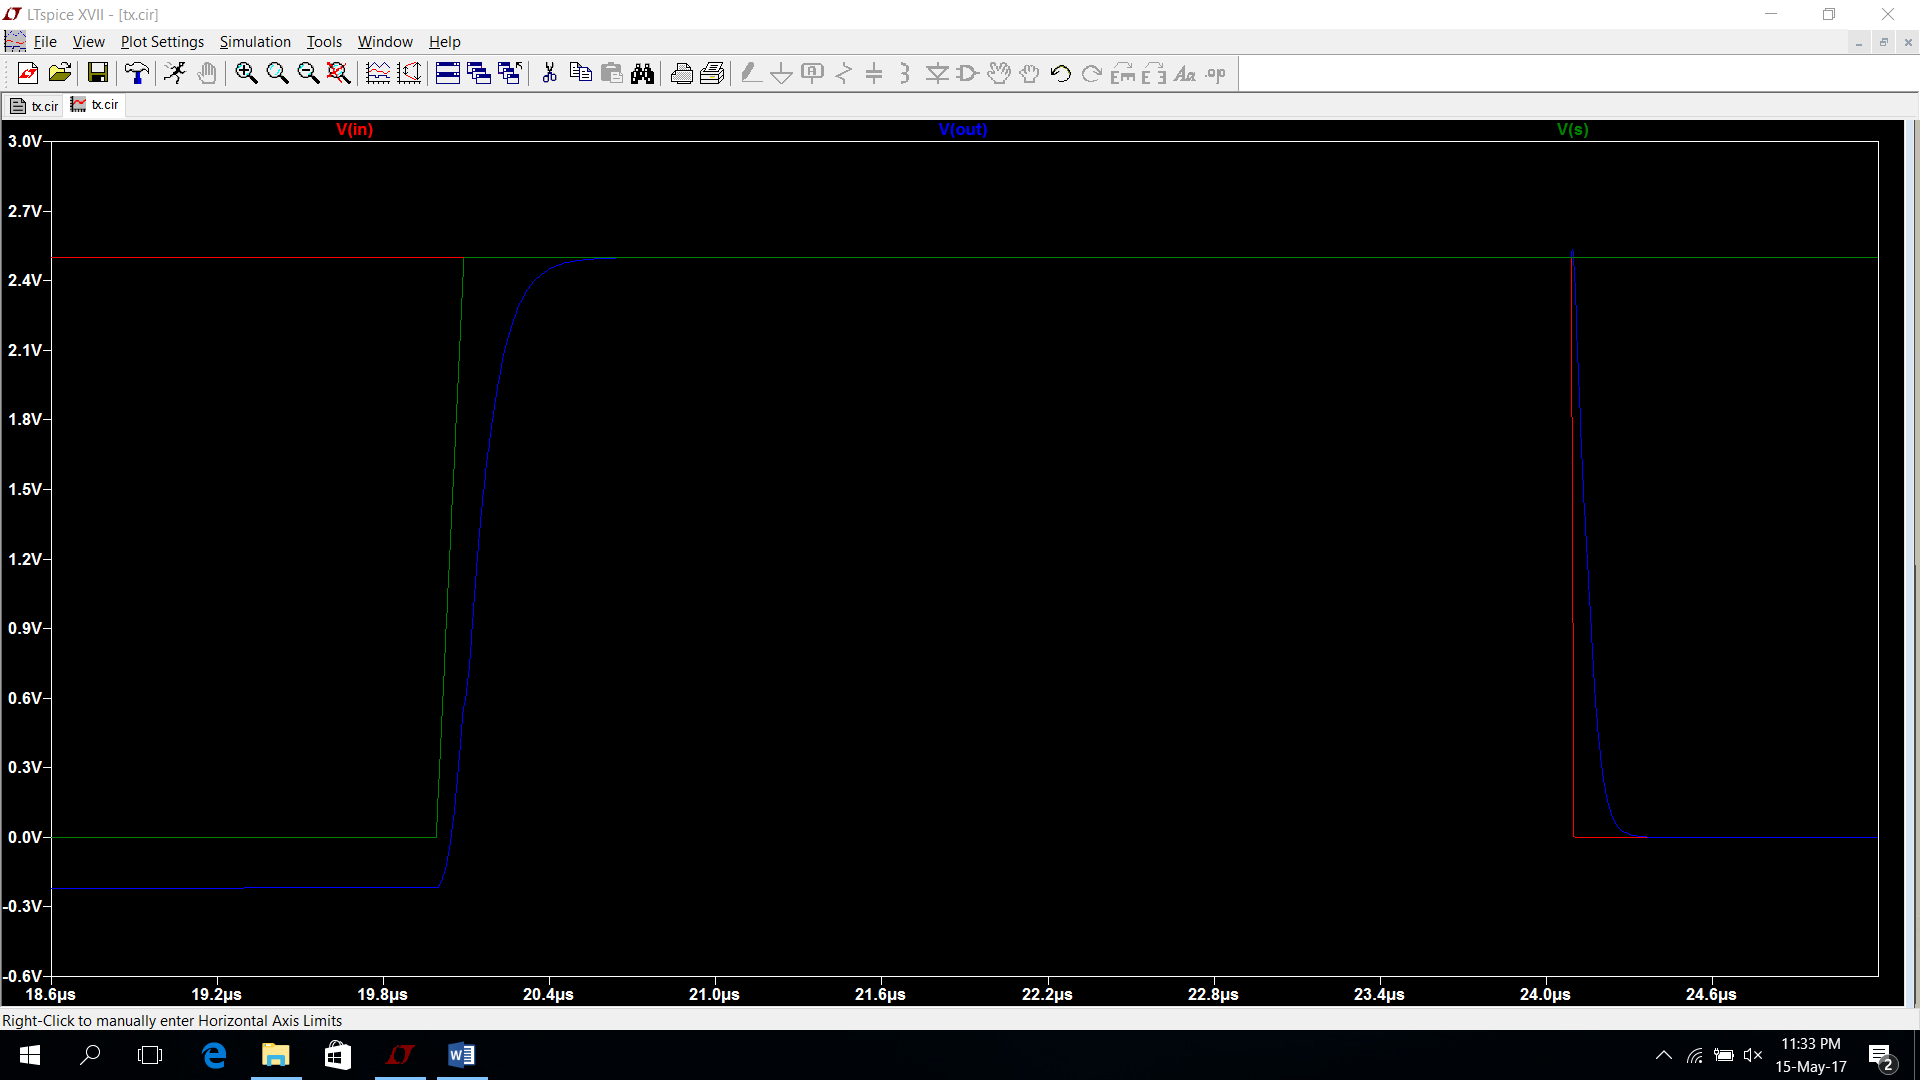 LTspice XVII - [tx.cir]
File View Plot Settings Simulation Tools Window Help
tx.cir tx.cir
V(in) V(out) V(s)
3.0V
2.7V
2.4V
2.1V
1.8V
1.5V
1.2V
0.9V
0.6V
0.3V
0.0V
-0.3V
-0.6V
18.6µs 19.2µs 19.8µs 20.4µs 21.0µs 21.6µs 22.2µs 22.8µs 23.4µs 24.0µs 24.6µs
Right-Click to manually enter Horizontal Axis Limits
11:33 PM
15-May-17
2